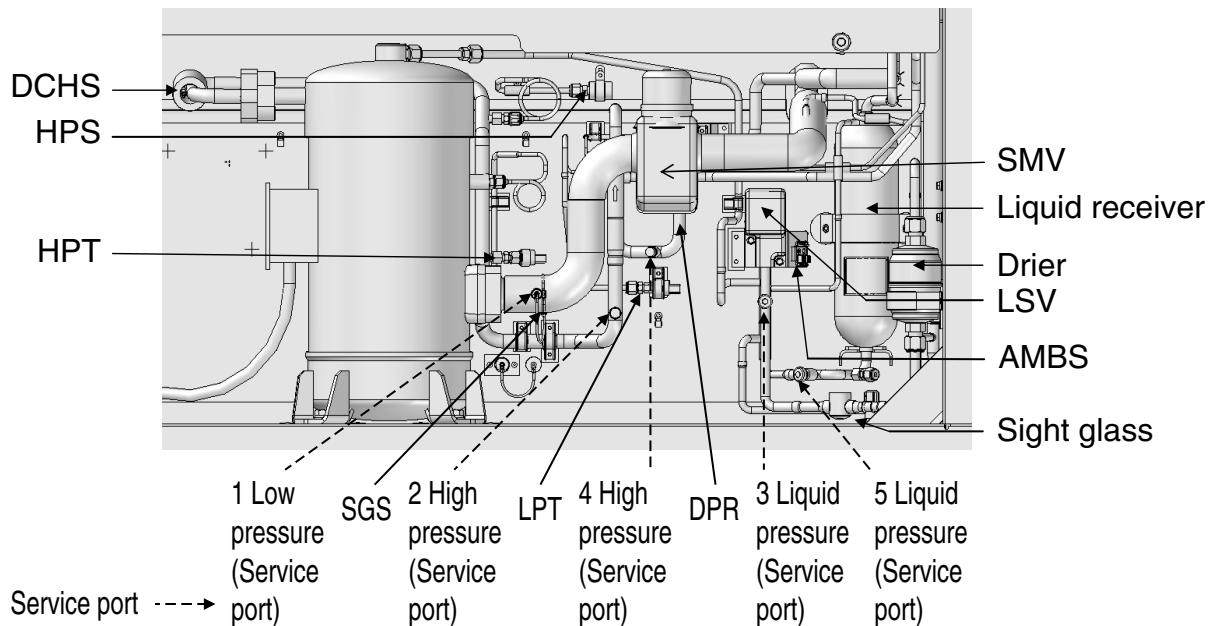 DCHS
HPS
HPT
SMV
Liquid receiver
Drier
LSV
AMBS
Sight glass
1 Low
pressure
(Service
port)
SGS
2 High
pressure
(Service
port)
LPT
4 High
pressure
(Service
port)
DPR
3 Liquid
pressure
(Service
port)
5 Liquid
pressure
(Service
port)
Service port